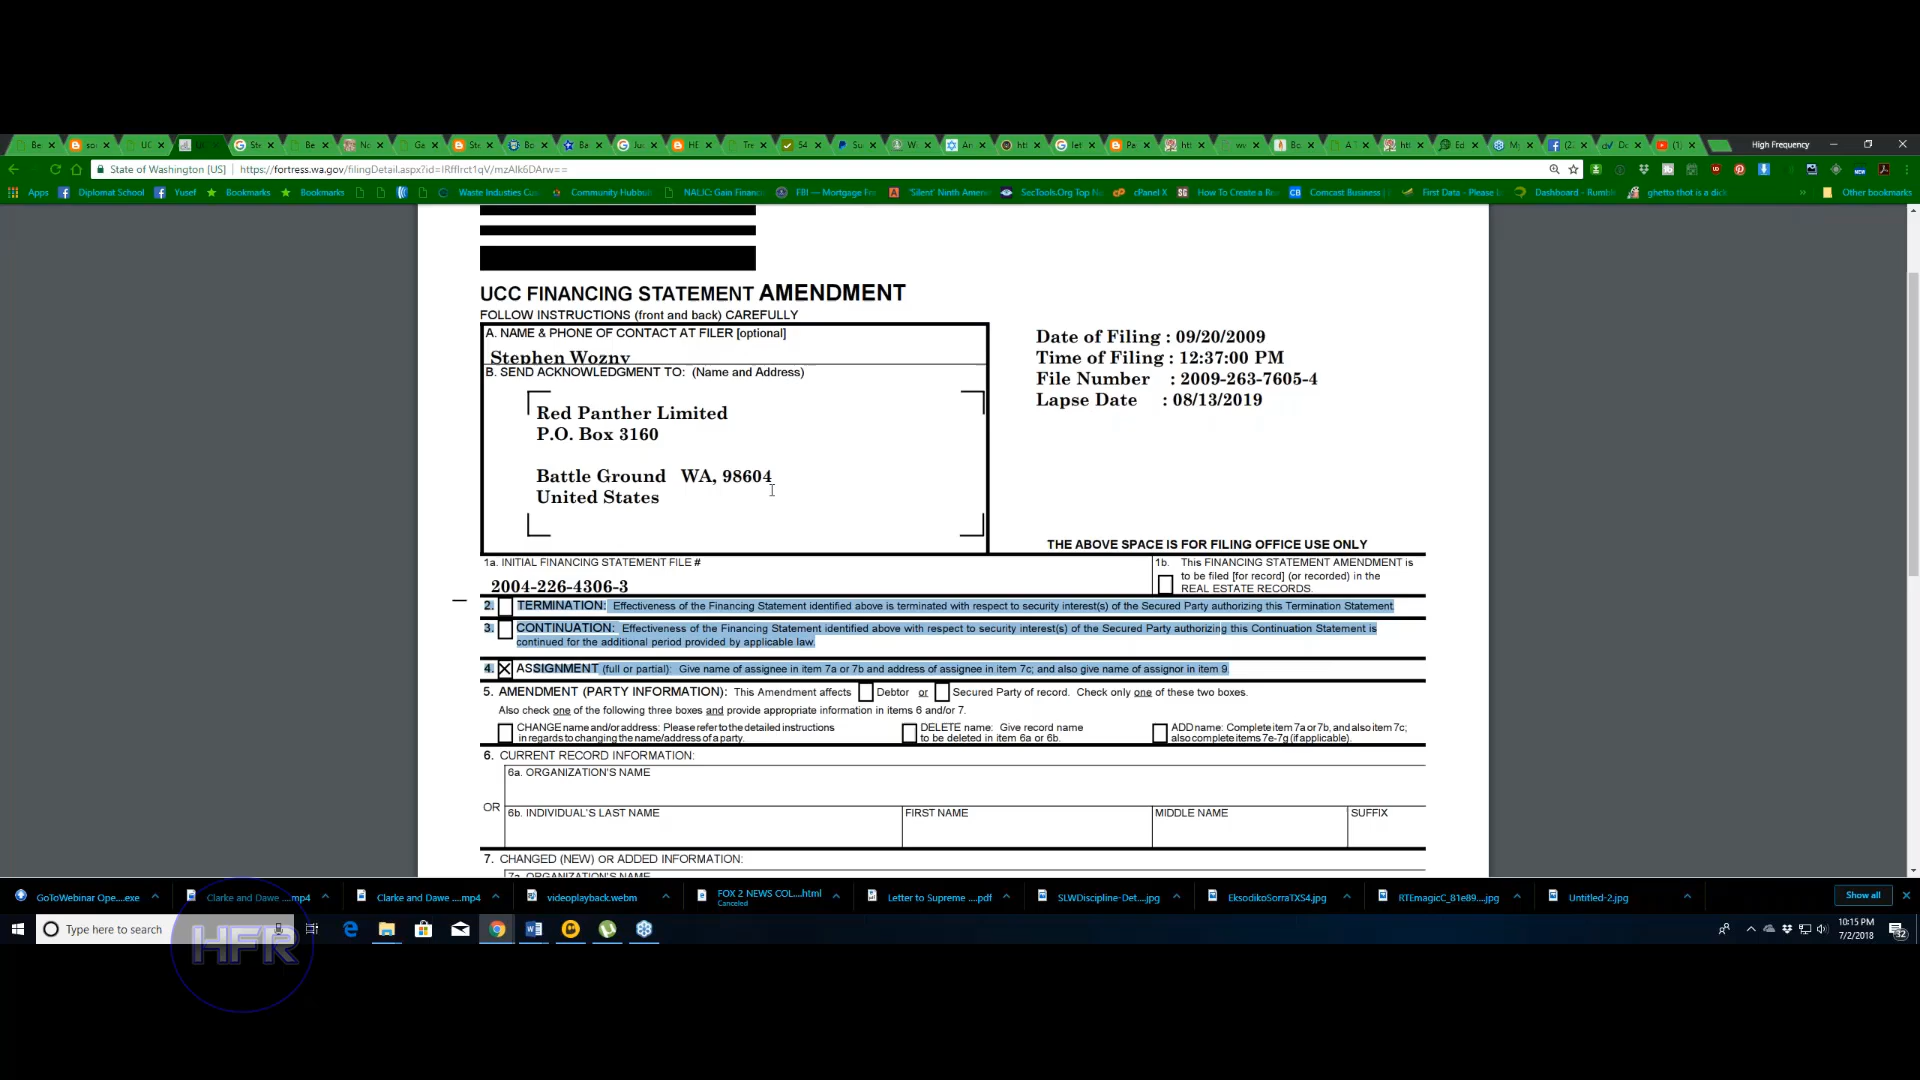 High Frequency
State of Washington [US] https://fortress.wa.gov/filingDetail.aspx?id=IRfflrct1qV/mzAlk6DArw==
Apps Diplomat School Yusef Bookmarks Bookmarks Waste Industies Cus Community Hubbub NALIC: Gain Financ FBI — Mortgage Fr 'Silent' Ninth Amen SecTools.Org Top N cPanel X How To Create a Re Comcast Business First Data - Please L Dashboard - Rumbl ghetto thot is a dic » Other bookmarks
UCC FINANCING STATEMENT AMENDMENT
FOLLOW INSTRUCTIONS (front and back) CAREFULLY
A. NAME & PHONE OF CONTACT AT FILER [optional]
Stephen Wozny
B. SEND ACKNOWLEDGMENT TO: (Name and Address)
Red Panther Limited
P.O. Box 3160
Battle Ground WA, 98604
United States
Date of Filing : 09/20/2009
Time of Filing : 12:37:00 PM
File Number : 2009-263-7605-4
Lapse Date : 08/13/2019
THE ABOVE SPACE IS FOR FILING OFFICE USE ONLY
1a. INITIAL FINANCING STATEMENT FILE #
2004-226-4306-3
1b. This FINANCING STATEMENT AMENDMENT is
to be filed [for record] (or recorded) in the
REAL ESTATE RECORDS.
2. TERMINATION: Effectiveness of the Financing Statement identified above is terminated with respect to security interest(s) of the Secured Party authorizing this Termination Statement.
3. CONTINUATION: Effectiveness of the Financing Statement identified above with respect to security interest(s) of the Secured Party authorizing this Continuation Statement is
continued for the additional period provided by applicable law.
4. ASSIGNMENT (full or partial): Give name of assignee in item 7a or 7b and address of assignee in item 7c; and also give name of assignor in item 9.
5. AMENDMENT (PARTY INFORMATION): This Amendment affects Debtor or Secured Party of record. Check only one of these two boxes.
Also check one of the following three boxes and provide appropriate information in items 6 and/or 7.
CHANGE name and/or address: Please refer to the detailed instructions
in regards to changing the name/address of a party.
DELETE name: Give record name
to be deleted in item 6a or 6b.
ADD name: Complete item 7a or 7b, and also item 7c;
also complete items 7e-7g (if applicable).
6. CURRENT RECORD INFORMATION:
6a. ORGANIZATION'S NAME
OR
6b. INDIVIDUAL'S LAST NAME FIRST NAME MIDDLE NAME SUFFIX
7. CHANGED (NEW) OR ADDED INFORMATION:
7a. ORGANIZATION'S NAME
GoToWebinar Ope....exe Clarke and Dawe ....mp4 Clarke and Dawe ....mp4 videoplayback.webm FOX 2 NEWS COL....html Letter to Supreme ....pdf SLWDiscipline-Det....jpg EksodikoSorraTXS4.jpg RTEmagicC_81e89....jpg Untitled-2.jpg Show all
Canceled
Type here to search
HFR
10:15 PM
7/2/2018
32